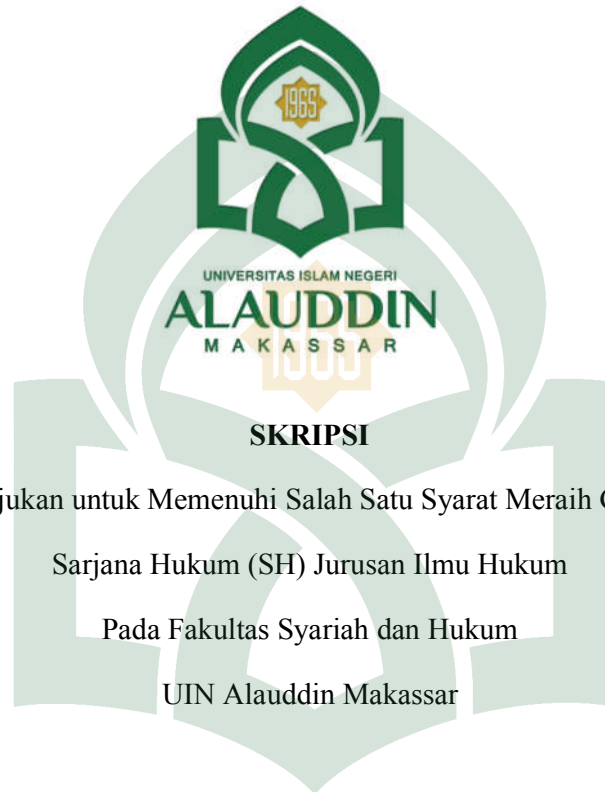 1965
UNIVERSITAS ISLAM NEGERI
ALAUDDIN
MAKASSAR
1965
SKRIPSI
untuk Memenuhi Salah Satu Syarat Meraih
Sarjana Hukum (SH) Jurusan Ilmu Hukum
Pada Fakultas Syariah dan Hukum
UIN Alauddin Makassar